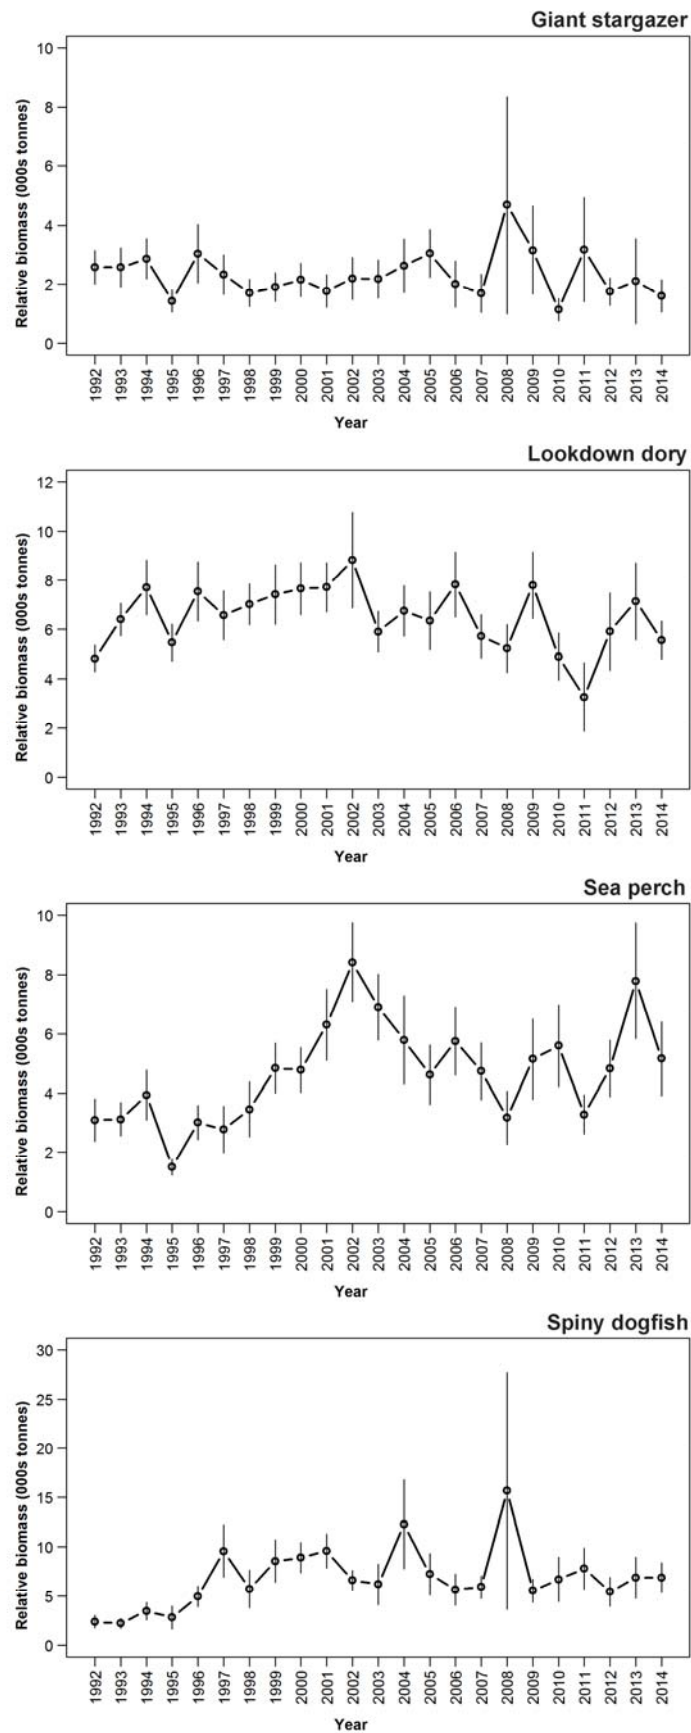 Giant stargazer
Relative biomass (000s tonnes)
10
8
6
4
2
0
1992 1993 1994 1995 1996 1997 1998 1999 2000 2001 2002 2003 2004 2005 2006 2007 2008 2009 2010 2011 2012 2013 2014
Year
Lookdown dory
Relative biomass (000s tonnes)
12
10
8
6
4
2
0
1992 1993 1994 1995 1996 1997 1998 1999 2000 2001 2002 2003 2004 2005 2006 2007 2008 2009 2010 2011 2012 2013 2014
Year
Sea perch
Relative biomass (000s tonnes)
10
8
6
4
2
0
1992 1993 1994 1995 1996 1997 1998 1999 2000 2001 2002 2003 2004 2005 2006 2007 2008 2009 2010 2011 2012 2013 2014
Year
Spiny dogfish
Relative biomass (000s tonnes)
30
25
20
15
10
5
0
1992 1993 1994 1995 1996 1997 1998 1999 2000 2001 2002 2003 2004 2005 2006 2007 2008 2009 2010 2011 2012 2013 2014
Year